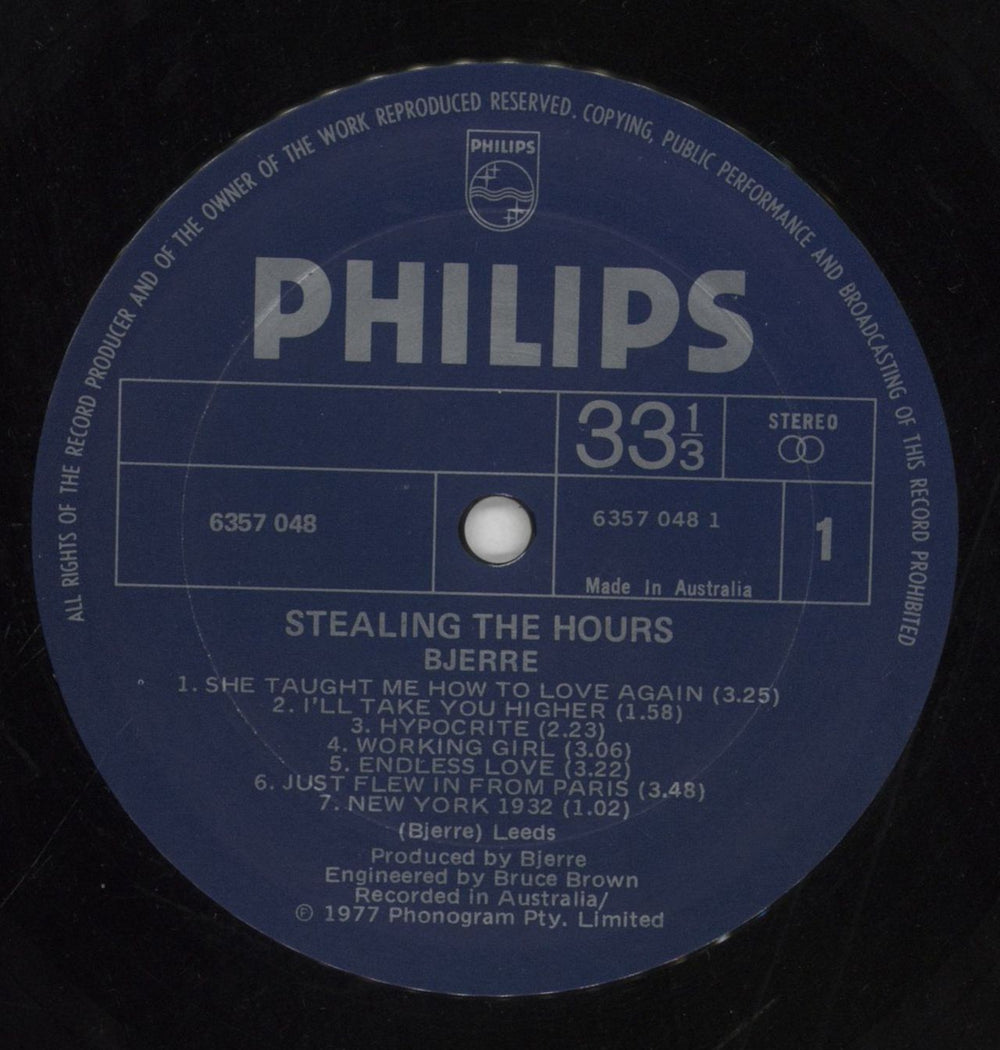 ALL RIGHTS OF THE RECORD PRODUCER AND OF THE OWNER OF THE WORK REPRODUCED RESERVED. COPYING, PUBLIC PERFORMANCE AND BROADCASTING OF THIS RECORD PROHIBITED
PHILIPS
PHILIPS
33 1/3
STEREO
6357 048
6357 048 1
1
Made In Australia
STEALING THE HOURS
BJERRE
1. SHE TAUGHT ME HOW TO LOVE AGAIN (3.25)
2. I'LL TAKE YOU HIGHER (1.58)
3. HYPOCRITE (2.23)
4. WORKING GIRL (3.06)
5. ENDLESS LOVE (3.22)
6. JUST FLEW IN FROM PARIS (3.48)
7. NEW YORK 1932 (1.02)
(Bjerre) Leeds
Produced by Bjerre
Engineered by Bruce Brown
Recorded in Australia/
℗ 1977 Phonogram Pty. Limited